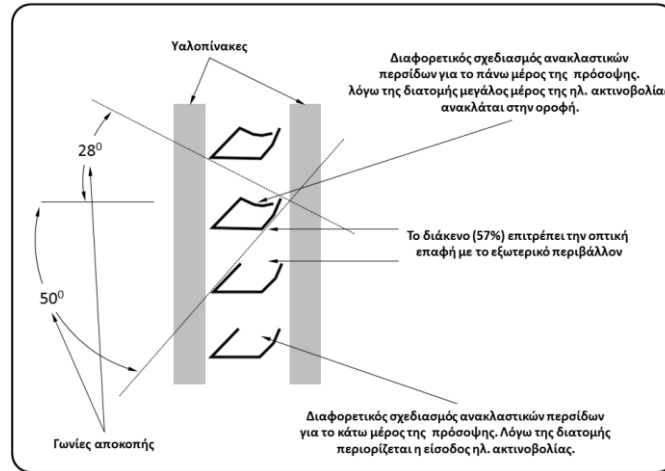 Υαλοπίνακες
Διαφορετικός σχεδιασμός ανακλαστικών
περσίδων για το πάνω μέρος της πρόσοψης.
λόγω της διατομής μεγάλος μέρος της ηλ. ακτινοβολίας
ανακλάται στην οροφή.
28⁰
Το διάκενο (57%) επιτρέπει την οπτική
επαφή με το εξωτερικό περιβάλλον
50⁰
Διαφορετικός σχεδιασμός ανακλαστικών περσίδων
για το κάτω μέρος της πρόσοψης. Λόγω της διατομής
περιορίζεται η είσοδος ηλ. ακτινοβολίας.
Γωνίες αποκοπής